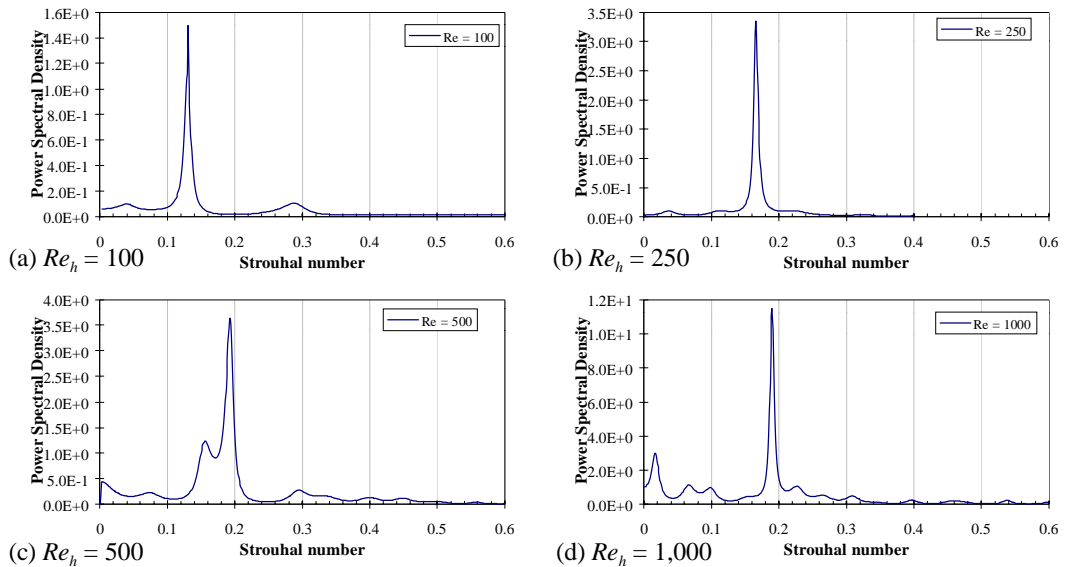 Power Spectral Density
1.6E+0
1.4E+0
1.2E+0
1.0E+0
8.0E-1
6.0E-1
4.0E-1
2.0E-1
0.0E+0
Re = 100
0 0.1 0.2 0.3 0.4 0.5 0.6
Strouhal number
(a) Re_h = 100
Power Spectral Density
3.5E+0
3.0E+0
2.5E+0
2.0E+0
1.5E+0
1.0E+0
5.0E-1
0.0E+0
Re = 250
0 0.1 0.2 0.3 0.4 0.5 0.6
Strouhal number
(b) Re_h = 250
Power Spectral Density
4.0E+0
3.5E+0
3.0E+0
2.5E+0
2.0E+0
1.5E+0
1.0E+0
5.0E-1
0.0E+0
Re = 500
0 0.1 0.2 0.3 0.4 0.5 0.6
Strouhal number
(c) Re_h = 500
Power Spectral Density
1.2E+1
1.0E+1
8.0E+0
6.0E+0
4.0E+0
2.0E+0
0.0E+0
Re = 1000
0 0.1 0.2 0.3 0.4 0.5 0.6
Strouhal number
(d) Re_h = 1,000